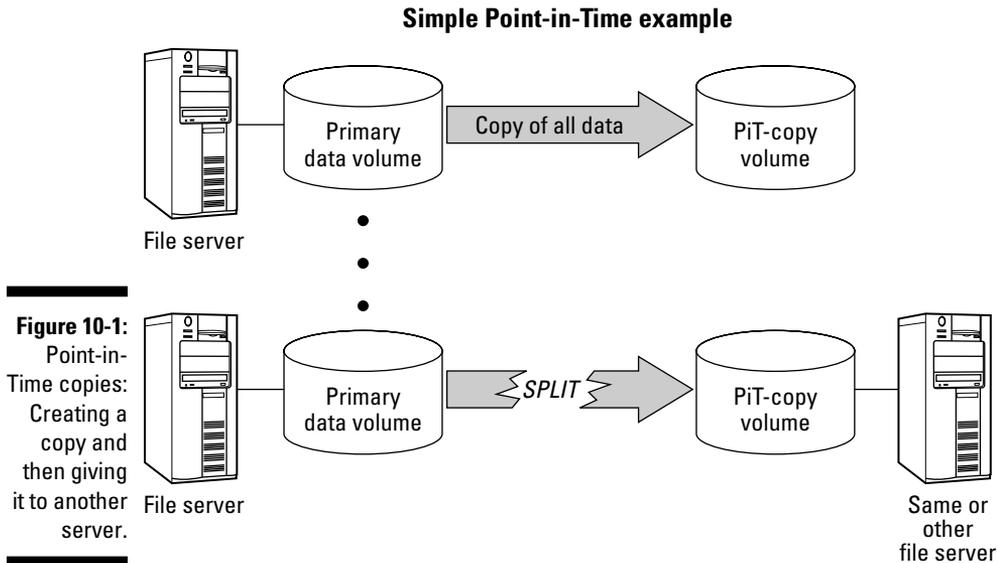 Simple Point-in-Time example
Primary
data volume
Copy of all data
PiT-copy
volume
File server
Figure 10-1:
Point-in-
Time copies:
Creating a
copy and
then giving
it to another
server.
Primary
data volume
SPLIT
PiT-copy
volume
File server
Same or
other
file server